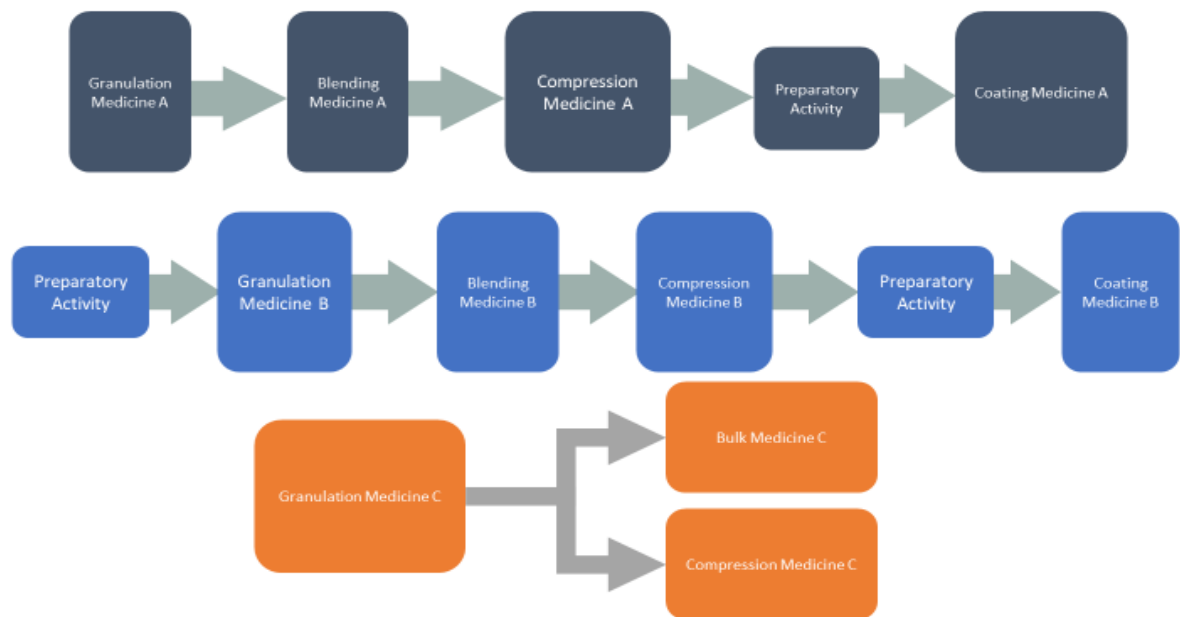 Granulation
Medicine A
Blending
Medicine A
Compression
Medicine A
Preparatory
Activity
Coating Medicine A
Preparatory
Activity
Granulation
Medicine B
Blending
Medicine B
Compression
Medicine B
Preparatory
Activity
Coating
Medicine B
Granulation Medicine C
Bulk Medicine C
Compression Medicine C